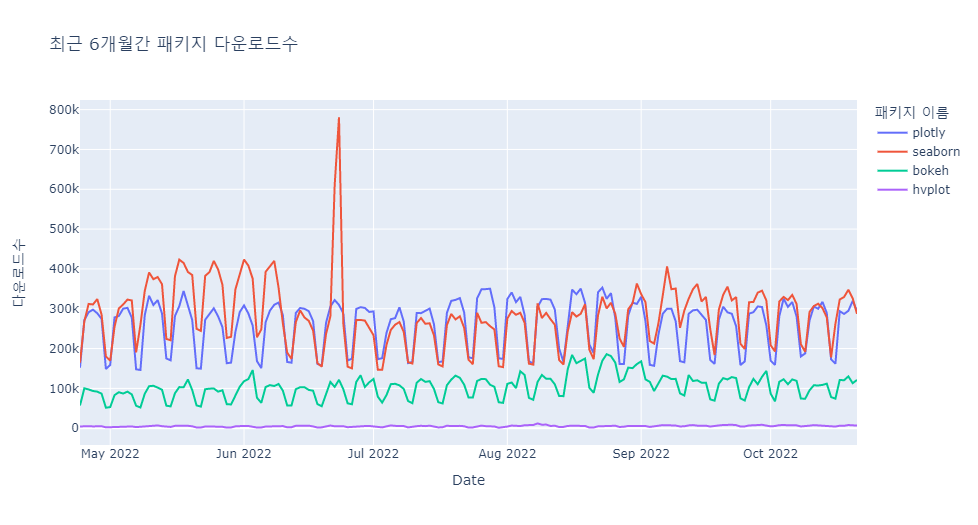 최근 6개월간 패키지 다운로드수
패키지 이름
plotly
seaborn
bokeh
hvplot
다운로드수
800k
700k
600k
500k
400k
300k
200k
100k
0
May 2022
Jun 2022
Jul 2022
Aug 2022
Sep 2022
Oct 2022
Date